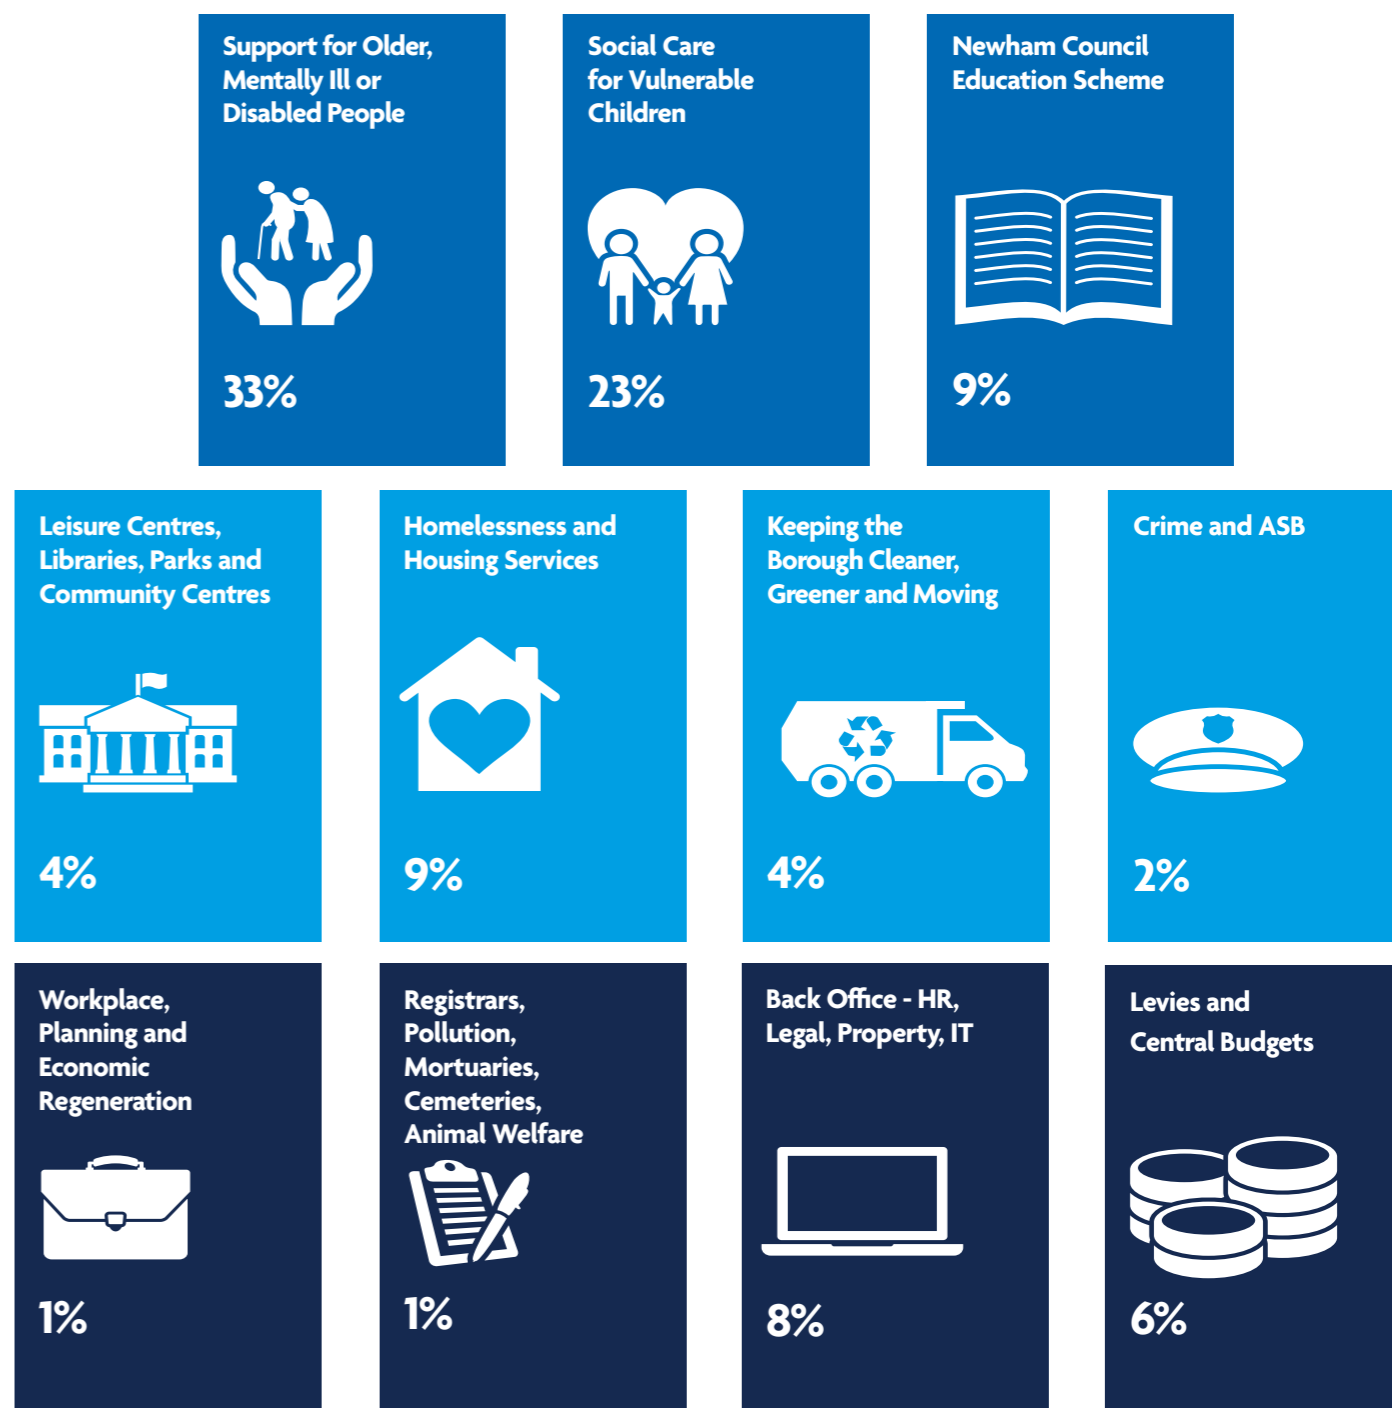 Support for Older,
Mentally Ill or
Disabled People
33%
Social Care
for Vulnerable
Children
23%
Newham Council
Education Scheme
9%
Leisure Centres,
Libraries, Parks and
Community Centres
4%
Homelessness and
Housing Services
9%
Keeping the
Borough Cleaner,
Greener and Moving
4%
Crime and ASB
2%
Workplace,
Planning and
Economic
Regeneration
1%
Registrars,
Pollution,
Mortuaries,
Cemeteries,
Animal Welfare
1%
Back Office - HR,
Legal, Property, IT
8%
Levies and
Central Budgets
6%